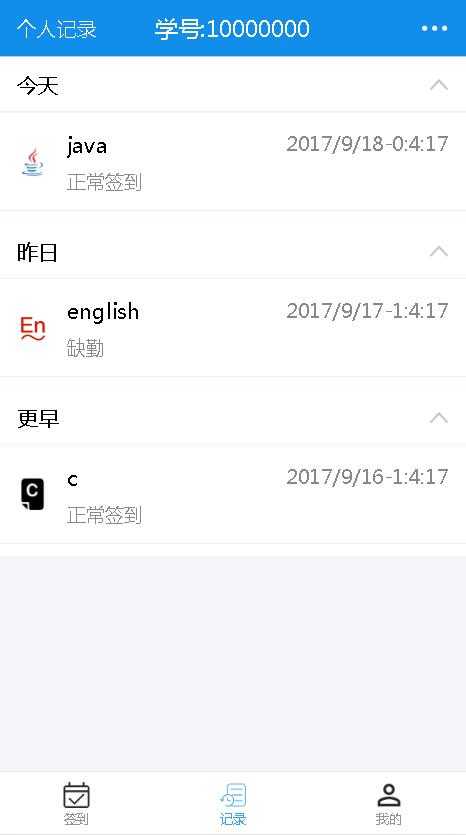 个人记录 学号:10000000
今天
java 2017/9/18-0:4:17
正常签到
昨日
En english 2017/9/17-1:4:17
缺勤
更早
C c 2017/9/16-1:4:17
正常签到
签到 记录 我的